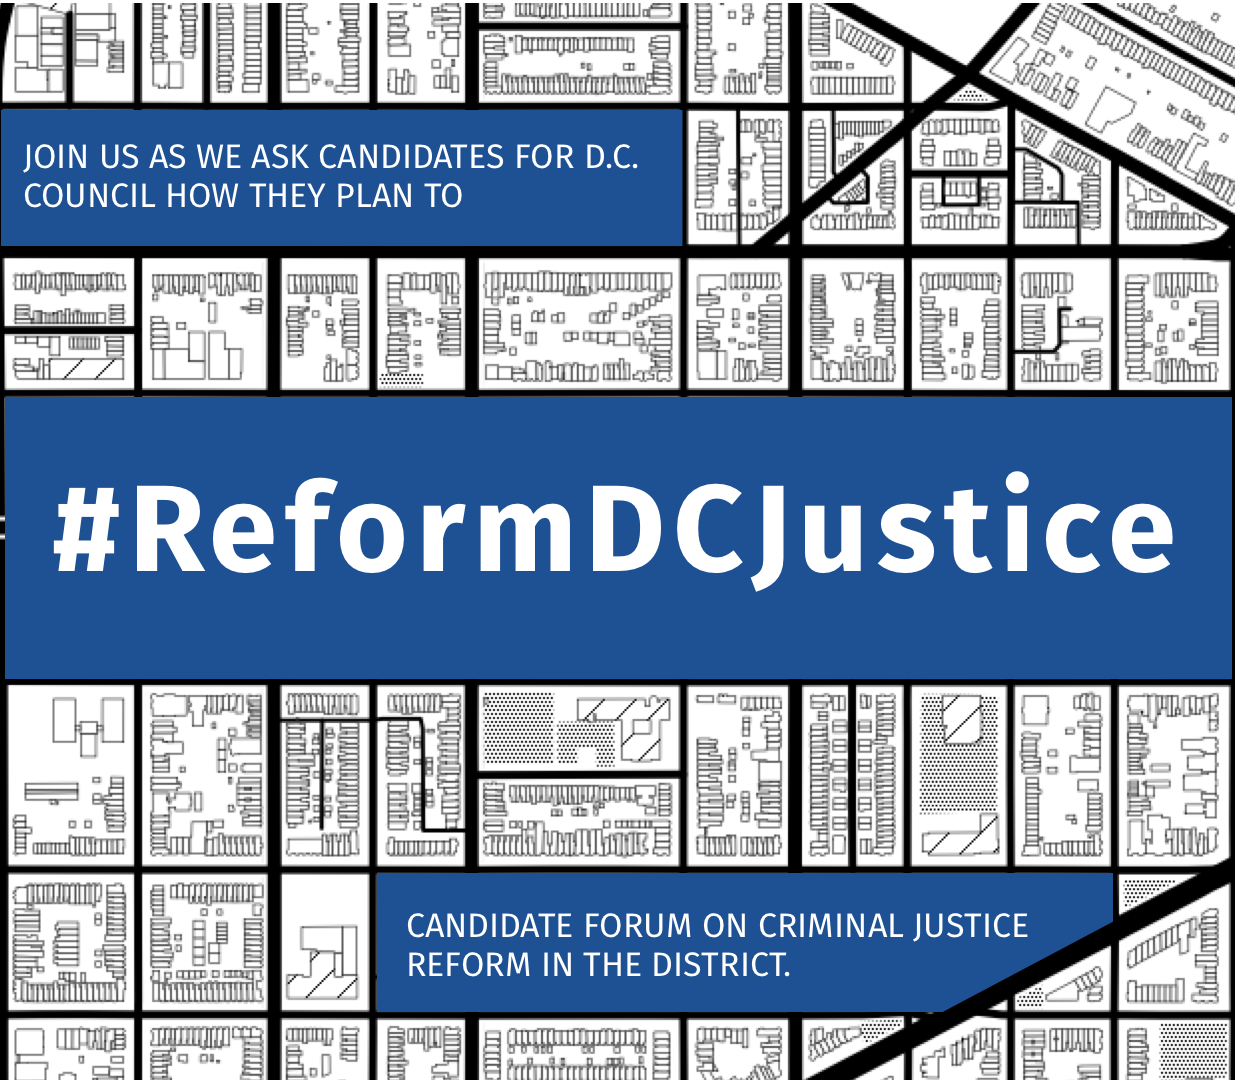 JOIN US AS WE ASK CANDIDATES FOR D.C.
COUNCIL HOW THEY PLAN TO
#ReformDCJustice
CANDIDATE FORUM ON CRIMINAL JUSTICE
REFORM IN THE DISTRICT.